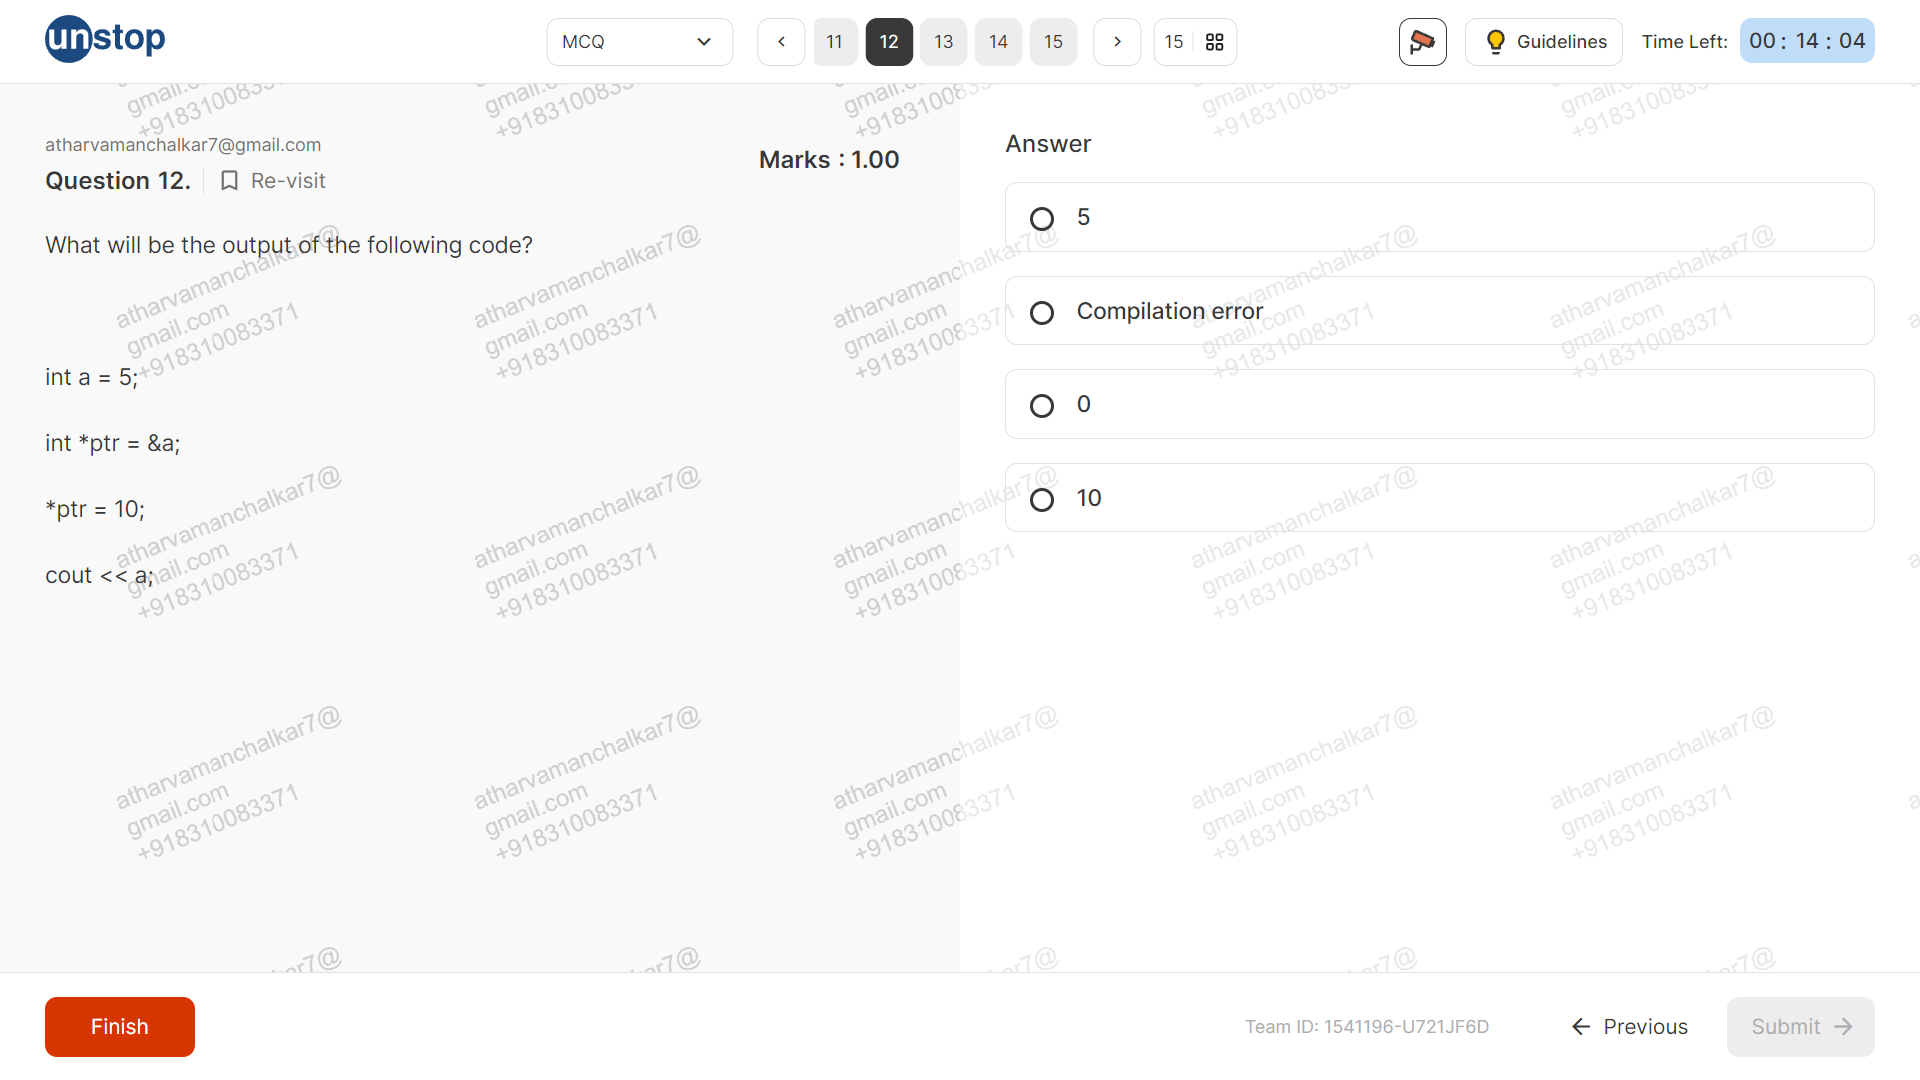 unstop
MCQ
11
12
13
14
15
15
Guidelines
Time Left:
00 : 14 : 04
atharvamanchalkar7@gmail.com
Question 12.
Re-visit
Marks : 1.00
What will be the output of the following code?
int a = 5;
int *ptr = &a;
*ptr = 10;
cout << a;
Answer
5
Compilation error
0
10
atharvamanchalkar7@
gmail.com
+918310083371
Finish
Team ID: 1541196-U721JF6D
Previous
Submit